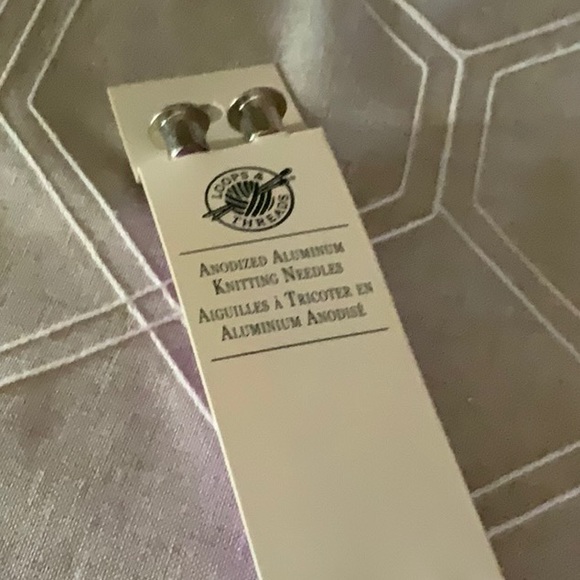 LOOPS &
THREADS
ANODIZED ALUMINUM
KNITTING NEEDLES
AIGUILLES à TRICOTER EN
ALUMINIUM ANODISÉ